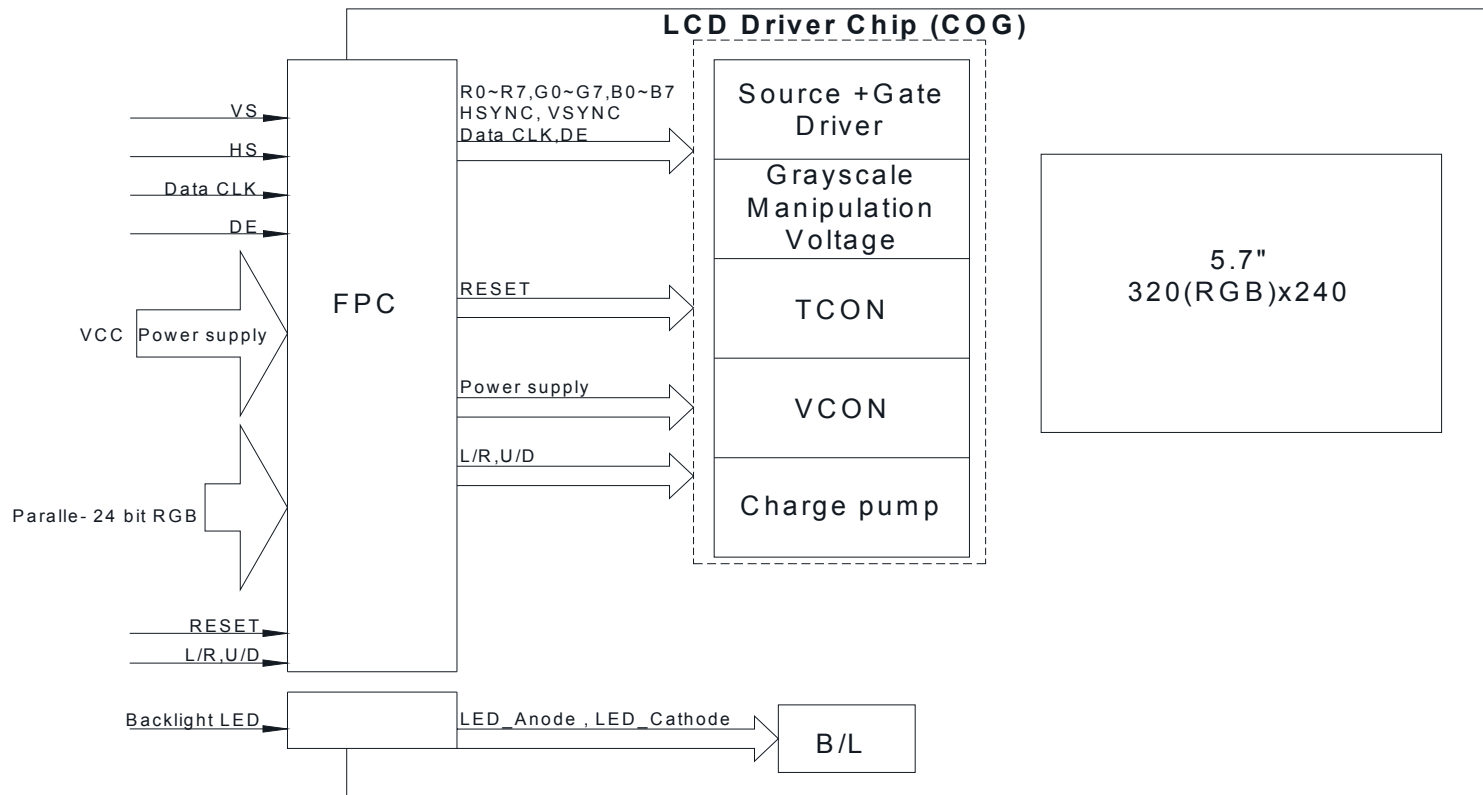 LCD Driver Chip (COG)
VS
HS
Data CLK
DE
VCC Power supply
Paralle- 24 bit RGB
RESET
L/R,U/D
Backlight LED
FPC
R0~R7,G0~G7,B0~B7
HSYNC, VSYNC
Data CLK,DE
RESET
Power supply
L/R,U/D
LED_Anode , LED_Cathode
Source +Gate
Driver
Grayscale
Manipulation
Voltage
TCON
VCON
Charge pump
B/L
5.7"
320(RGB)x240